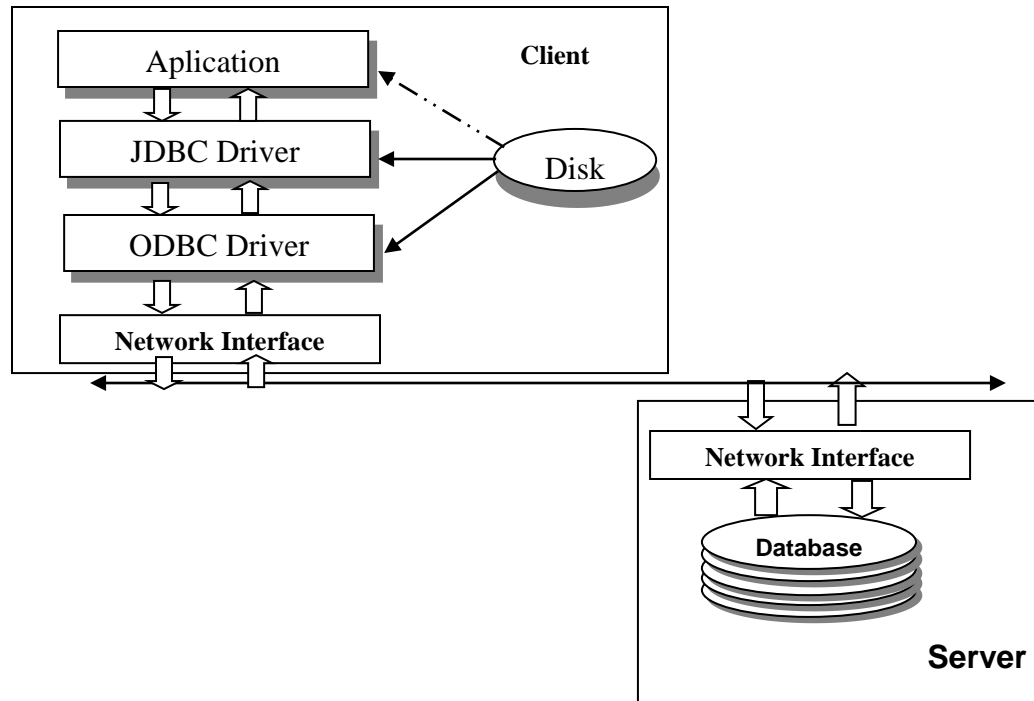 Client
Aplication
JDBC Driver
Disk
ODBC Driver
Network Interface
Network Interface
Database
Server